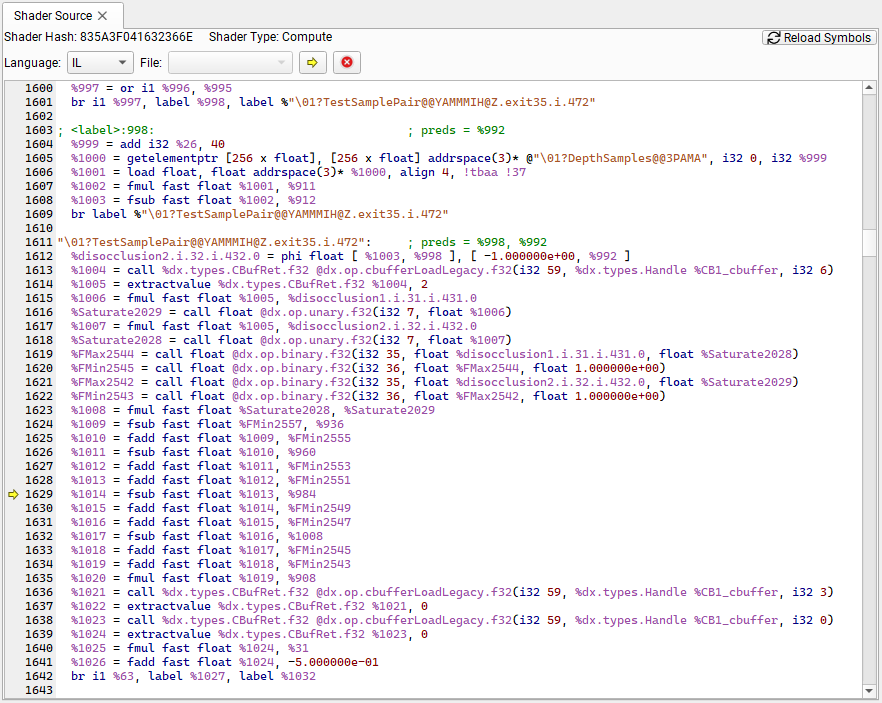 Shader Source
Shader Hash: 835A3F041632366E Shader Type: Compute
Reload Symbols
Language: IL File:
1600 %997 = or i1 %996, %995
1601 br i1 %997, label %998, label %"\01?TestSamplePair@@YAMMMIH@Z.exit35.i.472"
1602
1603 ; <label>:998: ; preds = %992
1604 %999 = add i32 %26, 40
1605 %1000 = getelementptr [256 x float], [256 x float] addrspace(3)* @"\01?DepthSamples@@3PAMA", i32 0, i32 %999
1606 %1001 = load float, float addrspace(3)* %1000, align 4, !tbaa !37
1607 %1002 = fmul fast float %1001, %911
1608 %1003 = fsub fast float %1002, %912
1609 br label %"\01?TestSamplePair@@YAMMMIH@Z.exit35.i.472"
1610
1611 "\01?TestSamplePair@@YAMMMIH@Z.exit35.i.472": ; preds = %998, %992
1612 %disocclusion2.i.32.i.432.0 = phi float [ %1003, %998 ], [ -1.000000e+00, %992 ]
1613 %1004 = call %dx.types.CBufRet.f32 @dx.op.cbufferLoadLegacy.f32(i32 59, %dx.types.Handle %CB1_cbuffer, i32 6)
1614 %1005 = extractvalue %dx.types.CBufRet.f32 %1004, 2
1615 %1006 = fmul fast float %1005, %disocclusion1.i.31.i.431.0
1616 %Saturate2029 = call float @dx.op.unary.f32(i32 7, float %1006)
1617 %1007 = fmul fast float %1005, %disocclusion2.i.32.i.432.0
1618 %Saturate2028 = call float @dx.op.unary.f32(i32 7, float %1007)
1619 %FMax2544 = call float @dx.op.binary.f32(i32 35, float %disocclusion1.i.31.i.431.0, float %Saturate2028)
1620 %FMin2545 = call float @dx.op.binary.f32(i32 36, float %FMax2544, float 1.000000e+00)
1621 %FMax2542 = call float @dx.op.binary.f32(i32 35, float %disocclusion2.i.32.i.432.0, float %Saturate2029)
1622 %FMin2543 = call float @dx.op.binary.f32(i32 36, float %FMax2542, float 1.000000e+00)
1623 %1008 = fmul fast float %Saturate2028, %Saturate2029
1624 %1009 = fsub fast float %FMin2557, %936
1625 %1010 = fadd fast float %1009, %FMin2555
1626 %1011 = fsub fast float %1010, %960
1627 %1012 = fadd fast float %1011, %FMin2553
1628 %1013 = fadd fast float %1012, %FMin2551
1629 %1014 = fsub fast float %1013, %984
1630 %1015 = fadd fast float %1014, %FMin2549
1631 %1016 = fadd fast float %1015, %FMin2547
1632 %1017 = fsub fast float %1016, %1008
1633 %1018 = fadd fast float %1017, %FMin2545
1634 %1019 = fadd fast float %1018, %FMin2543
1635 %1020 = fmul fast float %1019, %908
1636 %1021 = call %dx.types.CBufRet.f32 @dx.op.cbufferLoadLegacy.f32(i32 59, %dx.types.Handle %CB1_cbuffer, i32 3)
1637 %1022 = extractvalue %dx.types.CBufRet.f32 %1021, 0
1638 %1023 = call %dx.types.CBufRet.f32 @dx.op.cbufferLoadLegacy.f32(i32 59, %dx.types.Handle %CB1_cbuffer, i32 0)
1639 %1024 = extractvalue %dx.types.CBufRet.f32 %1023, 0
1640 %1025 = fmul fast float %1024, %31
1641 %1026 = fadd fast float %1024, -5.000000e-01
1642 br i1 %63, label %1027, label %1032
1643